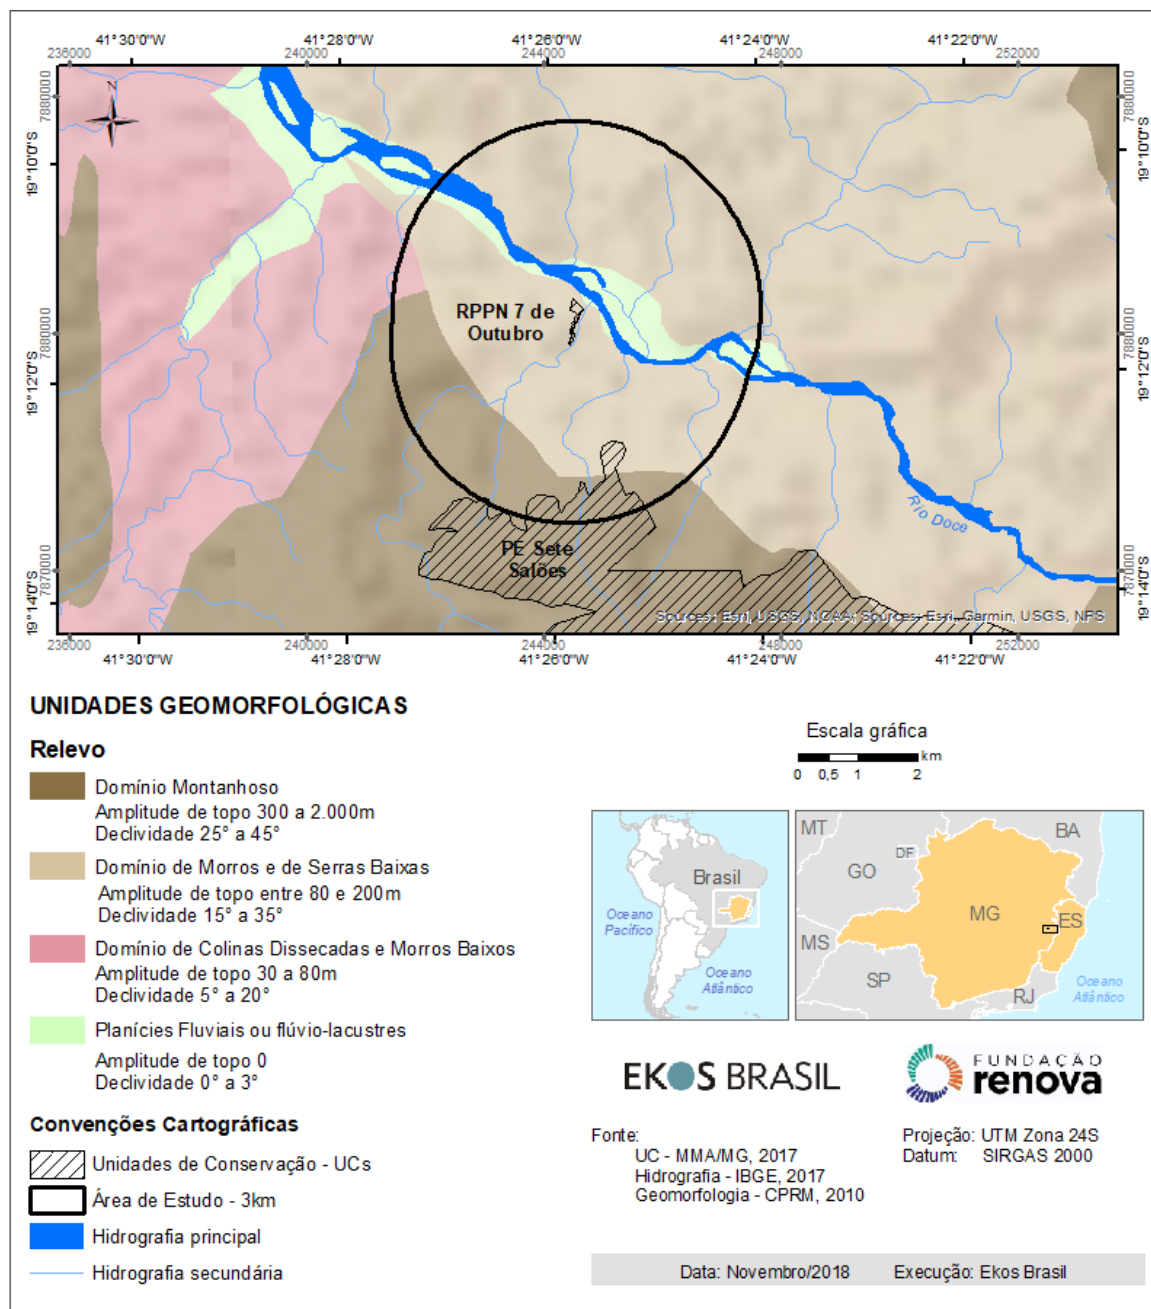 41°30'0"W 41°28'0"W 41°26'0"W 41°24'0"W 41°22'0"W
236000 240000 244000 248000 252000
7880000 7880000
N
19°10'0"S 19°10'0"S
RPPN 7 de
Outubro
7880000 7880000
19°12'0"S 19°12'0"S
Rio Doce
PE Sete
Salões
7870000 7870000
19°14'0"S 19°14'0"S
Sources: Esri, USGS, NOAA; Sources: Esri, Garmin, USGS, NPS
236000 240000 244000 248000 252000
41°30'0"W 41°28'0"W 41°26'0"W 41°24'0"W 41°22'0"W
UNIDADES GEOMORFOLÓGICAS
Relevo
Domínio Montanhoso
Amplitude de topo 300 a 2.000m
Declividade 25° a 45°
Domínio de Morros e de Serras Baixas
Amplitude de topo entre 80 e 200m
Declividade 15° a 35°
Domínio de Colinas Dissecadas e Morros Baixos
Amplitude de topo 30 a 80m
Declividade 5° a 20°
Planícies Fluviais ou flúvio-lacustres
Amplitude de topo 0
Declividade 0° a 3°
Convenções Cartográficas
Unidades de Conservação - UCs
Área de Estudo - 3km
Hidrografia principal
Hidrografia secundária
Escala gráfica
km
0 0,5 1 2
Brasil
Oceano
Pacífico
Oceano
Atlântico
MT
BA
DF
GO
MG
ES
MS
SP
RJ
Oceano
Atlântico
EKOS BRASIL
FUNDAÇÃO
renova
Fonte:
UC - MMA/MG, 2017
Hidrografia - IBGE, 2017
Geomorfologia - CPRM, 2010
Projeção: UTM Zona 24S
Datum: SIRGAS 2000
Data: Novembro/2018 Execução: Ekos Brasil